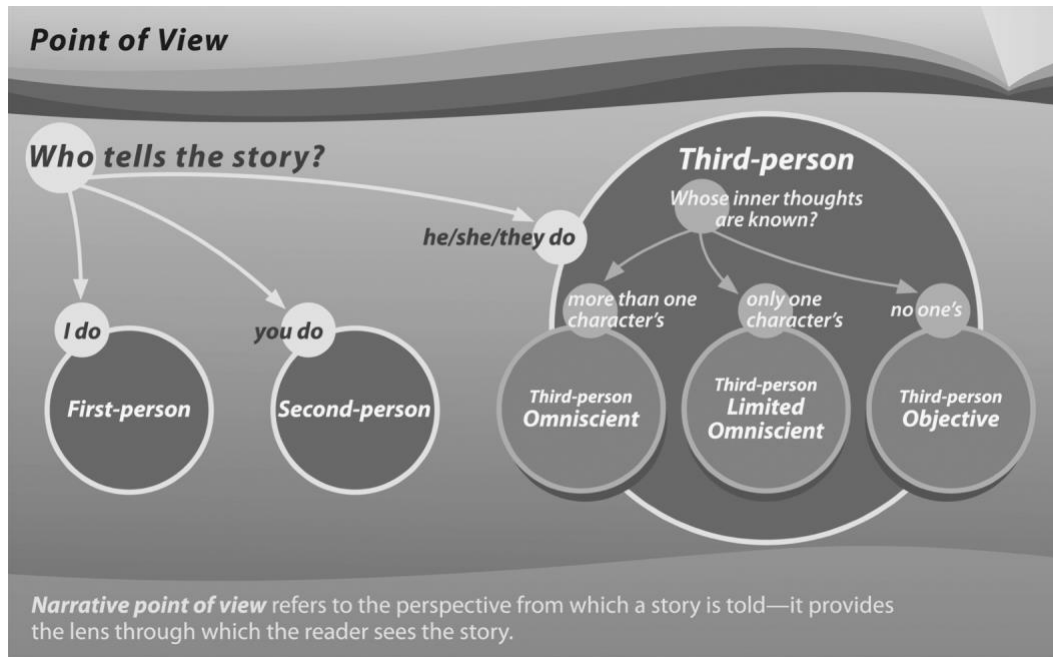 Point of View
Who tells the story?
I do
First-person
you do
Second-person
he/she/they do
Third-person
Whose inner thoughts
are known?
more than one
character's
Third-person
Omniscient
only one
character's
Third-person
Limited
Omniscient
no one's
Third-person
Objective
Narrative point of view refers to the perspective from which a story is told—it provides
the lens through which the reader sees the story.